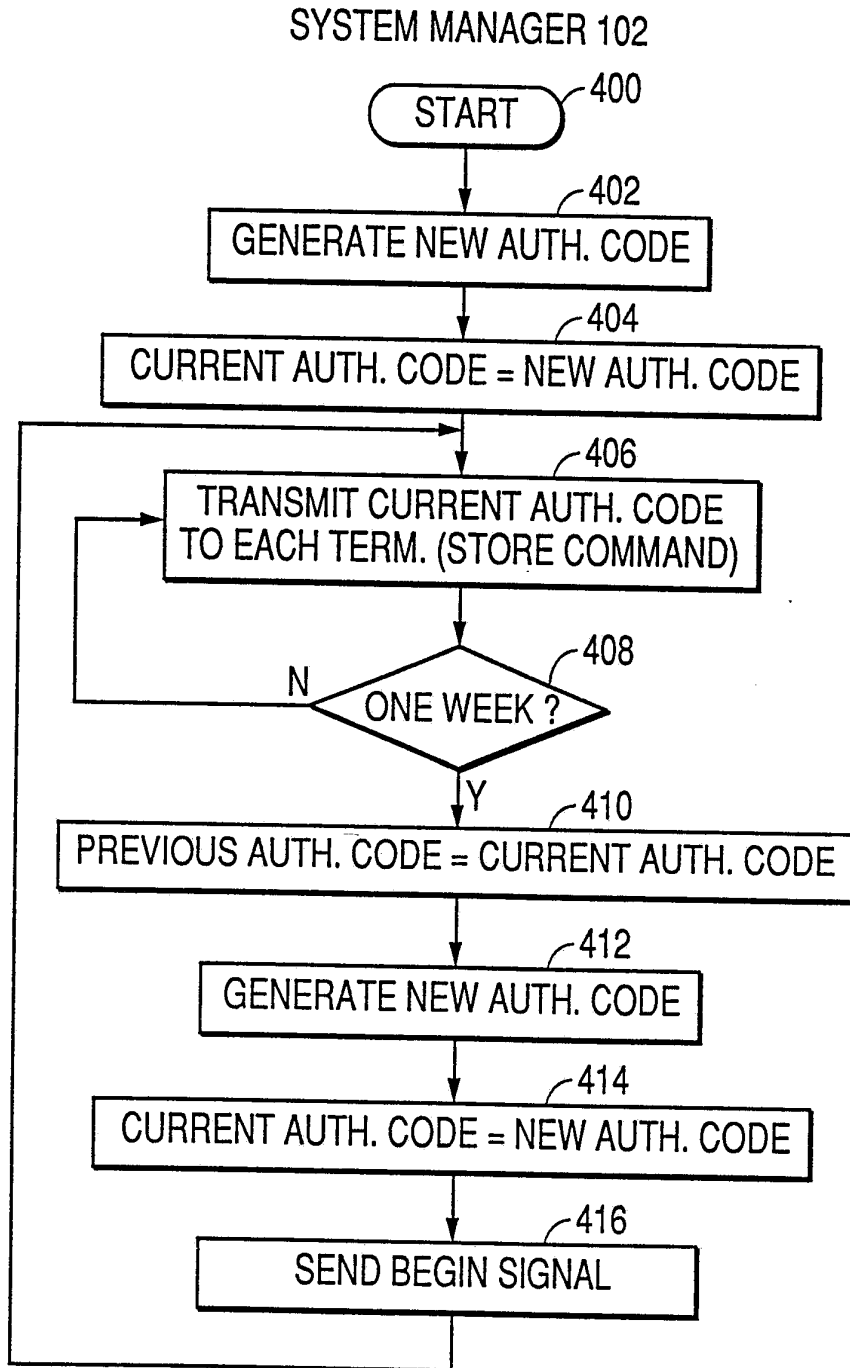 SYSTEM MANAGER 102
START
400
402
GENERATE NEW AUTH. CODE
404
CURRENT AUTH. CODE = NEW AUTH. CODE
406
TRANSMIT CURRENT AUTH. CODE
TO EACH TERM. (STORE COMMAND)
408
N
ONE WEEK ?
Y
410
PREVIOUS AUTH. CODE = CURRENT AUTH. CODE
412
GENERATE NEW AUTH. CODE
414
CURRENT AUTH. CODE = NEW AUTH. CODE
416
SEND BEGIN SIGNAL